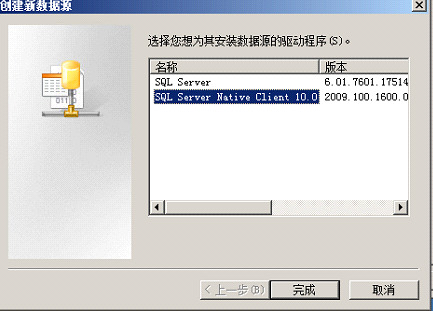 创建新数据源
选择您想为其安装数据源的驱动程序(S)。
名称 版本
SQL Server 6.01.7601.17514
SQL Server Native Client 10.0 2009.100.1600.0
01110
< 上一步(B) 完成 取消